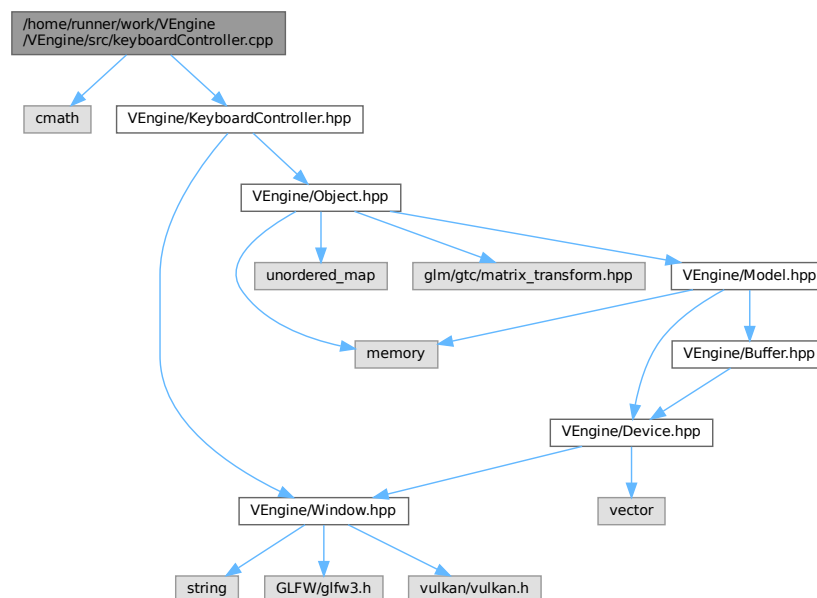 /home/runner/work/VEngine
/VEngine/src/keyboardController.cpp
cmath
VEngine/KeyboardController.hpp
VEngine/Object.hpp
unordered_map
glm/gtc/matrix_transform.hpp
VEngine/Model.hpp
memory
VEngine/Buffer.hpp
VEngine/Device.hpp
VEngine/Window.hpp
vector
string
GLFW/glfw3.h
vulkan/vulkan.h